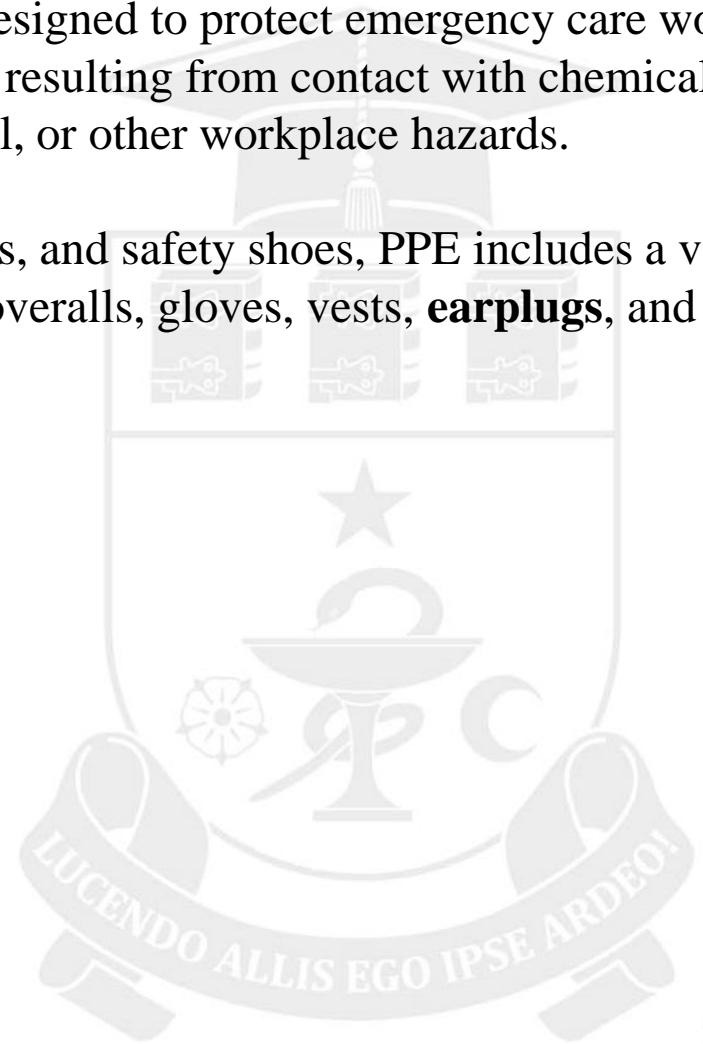 esigned to protect emergency care wo
resulting from contact with chemical
l, or other workplace hazards.
s, and safety shoes, PPE includes a v
overalls, gloves, vests, earplugs, and
LUCENDO ALLIS EGO IPSE ARDEO!